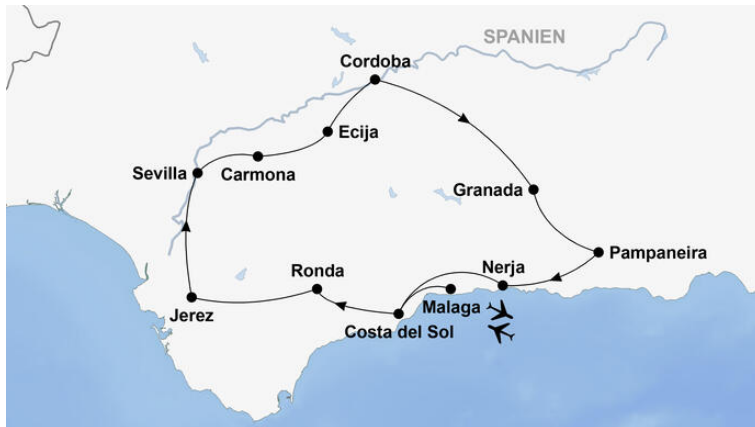 SPANIEN
Cordoba
Ecija
Sevilla
Carmona
Granada
Pampaneira
Nerja
Ronda
Jerez
Malaga
Costa del Sol